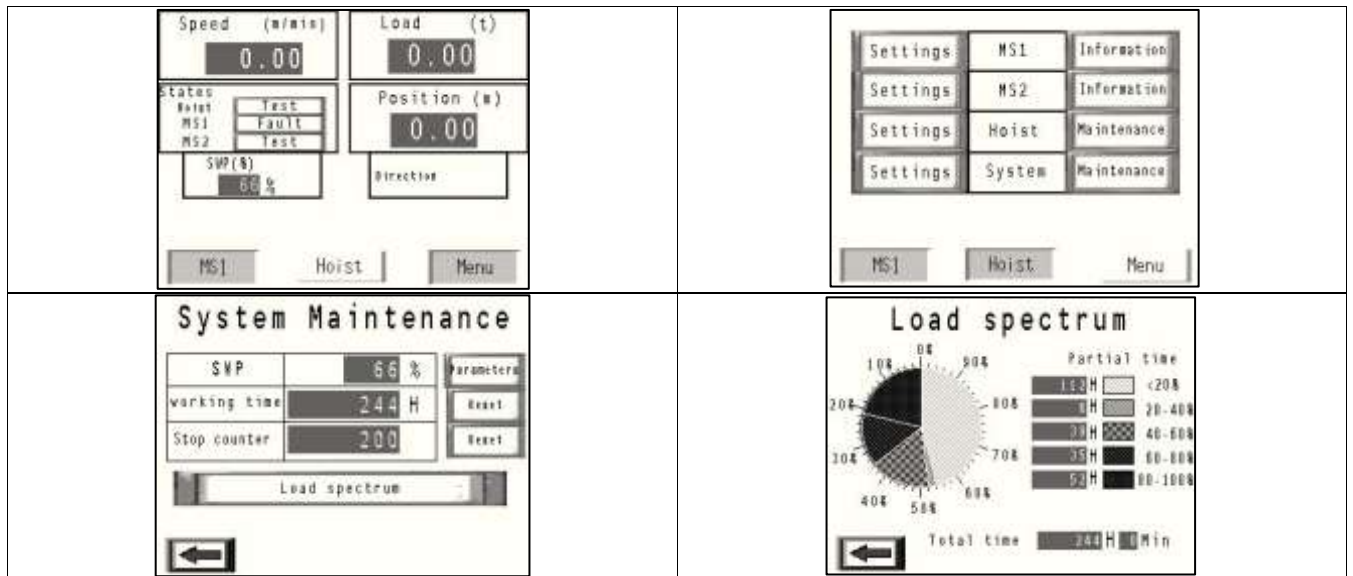 Speed (m/min)
0.00
Load (t)
0.00
States
Hoist Test
MS1 Fault
MS2 Test
Position (m)
0.00
SWP(%)
66 %
Direction
MS1 Hoist Menu
Settings MS1 Information
Settings MS2 Information
Settings Hoist Maintenance
Settings System Maintenance
MS1 Hoist Menu
System Maintenance
SWP 66 % Parameters
working time 244 H Reset
Stop counter 200 Reset
Load spectrum
Load spectrum
0%
10% 90%
20% 80%
30% 70%
40% 60%
50%
Partial time
112 H <20%
H 20-40%
H 40-60%
35 H 60-80%
52 H 80-100%
Total time 244 H 0 Min